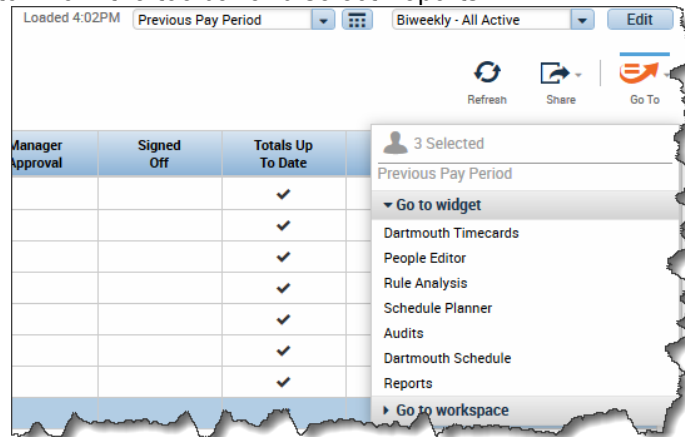 Loaded 4:02PM Previous Pay Period Biweekly - All Active Edit
Refresh Share Go To
Manager Approval Signed Off Totals Up To Date
3 Selected
Previous Pay Period
Go to widget
Dartmouth Timecards
People Editor
Rule Analysis
Schedule Planner
Audits
Dartmouth Schedule
Reports
Go to workspace